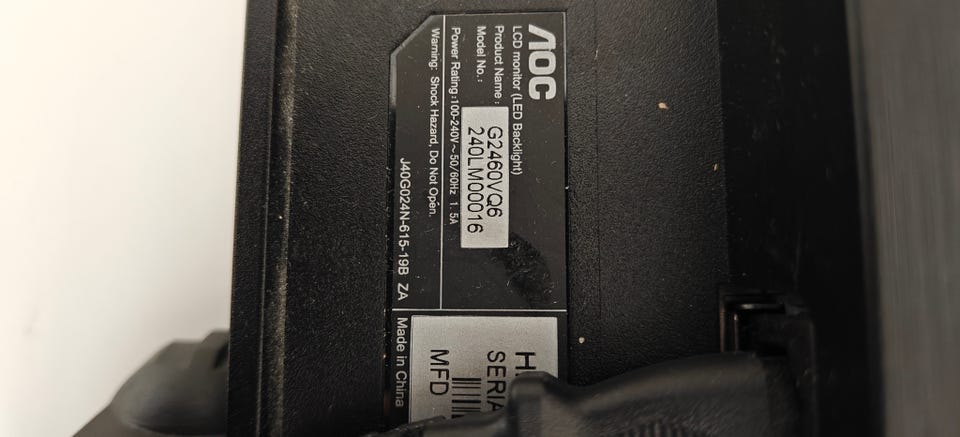 AOC
LCD monitor (LED Backlight)
Product Name: G2460VQ6
Model No.: 240LM00016
Power Rating:100-240V~50/60Hz 1.5A
Warning: Shock Hazard, Do Not Open.
J40G024N-615-19B ZA
Made in China
SERIA
MFD